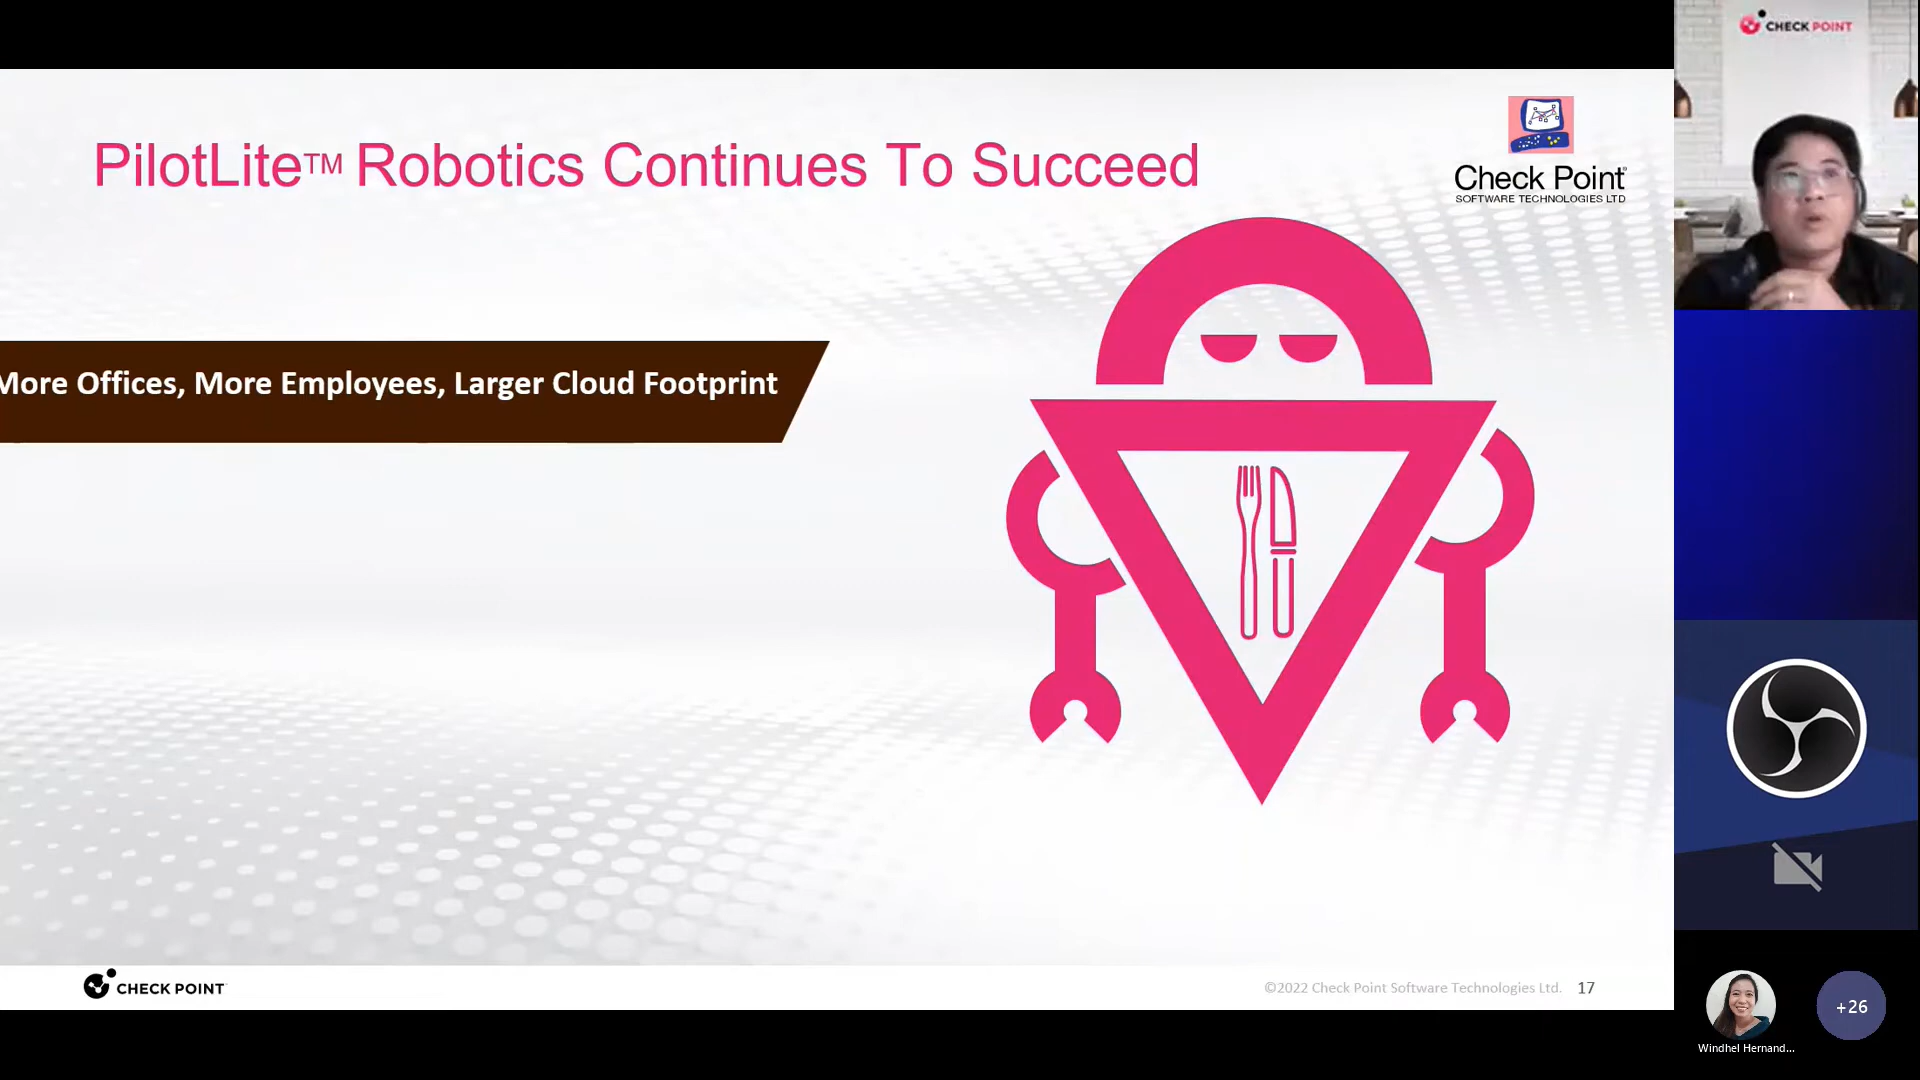 PilotLite™ Robotics Continues To Succeed
Check Point®
SOFTWARE TECHNOLOGIES LTD
More Offices, More Employees, Larger Cloud Footprint
CHECK POINT
©2022 Check Point Software Technologies Ltd. 17
CHECK POINT
Windhel Hernand...
+26